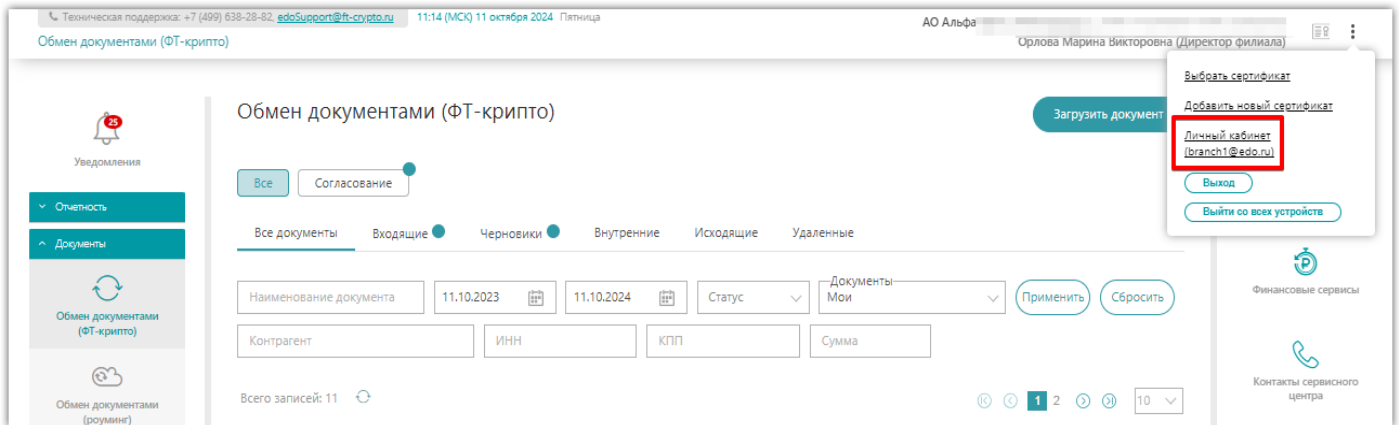 Техническая поддержка: +7 (499) 638-28-82, edoSupport@ft-crypto.ru 11:14 (МСК) 11 октября 2024 Пятница
АО Альфа
Обмен документами (ФТ-крипто)
Орлова Марина Викторовна (Директор филиала)
Выбрать сертификат
Добавить новый сертификат
Личный кабинет
(branch1@edo.ru)
Выход
Выйти со всех устройств
25
Уведомления
Отчетность
Документы
Обмен документами
(ФТ-крипто)
Обмен документами
(роуминг)
Обмен документами (ФТ-крипто)
Загрузить документ
Все Согласование
Все документы Входящие Черновики Внутренние Исходящие Удаленные
Документы
Наименование документа 11.10.2023 11.10.2024 Статус Мои Применить Сбросить
Контрагент ИНН КПП Сумма
Всего записей: 11 1 2 10
Финансовые сервисы
Контакты сервисного
центра